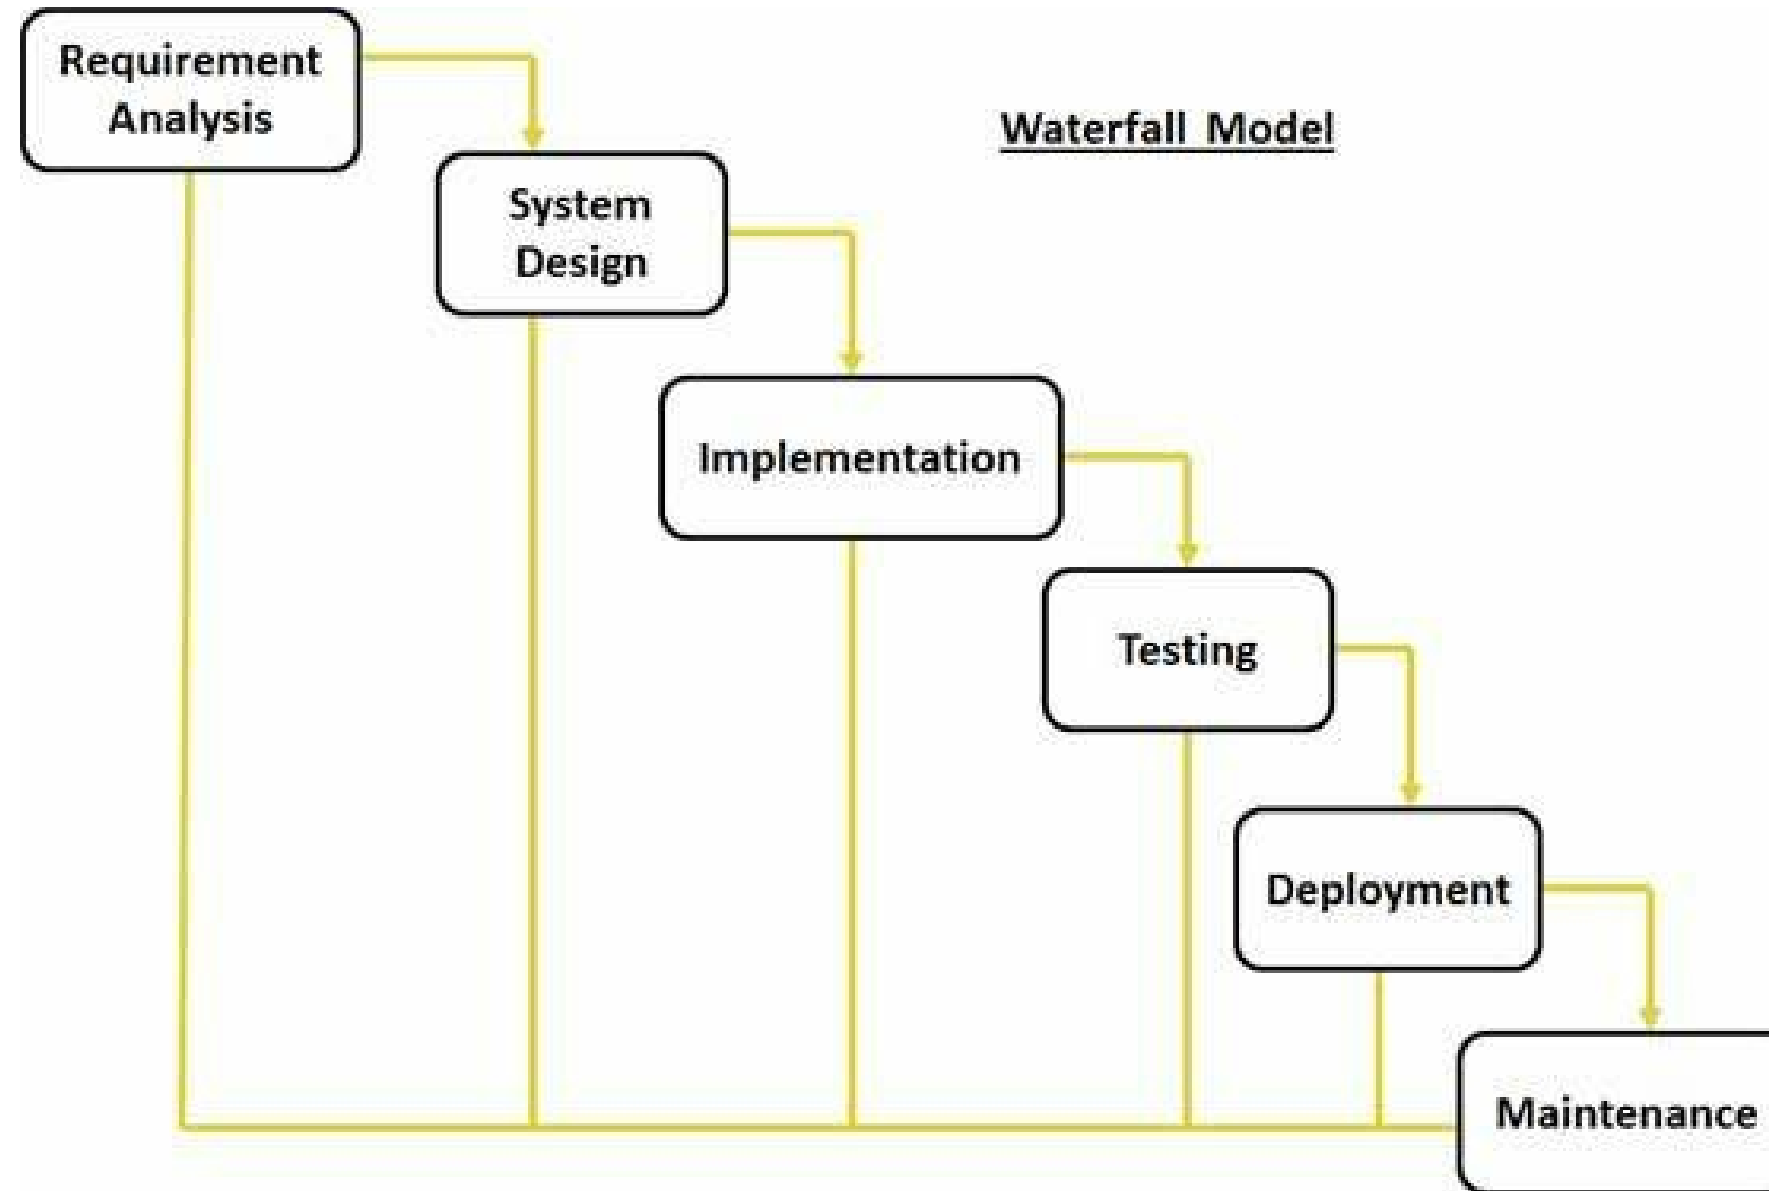 Requirement
Analysis
Waterfall Model
System
Design
Implementation
Testing
Deployment
Maintenance